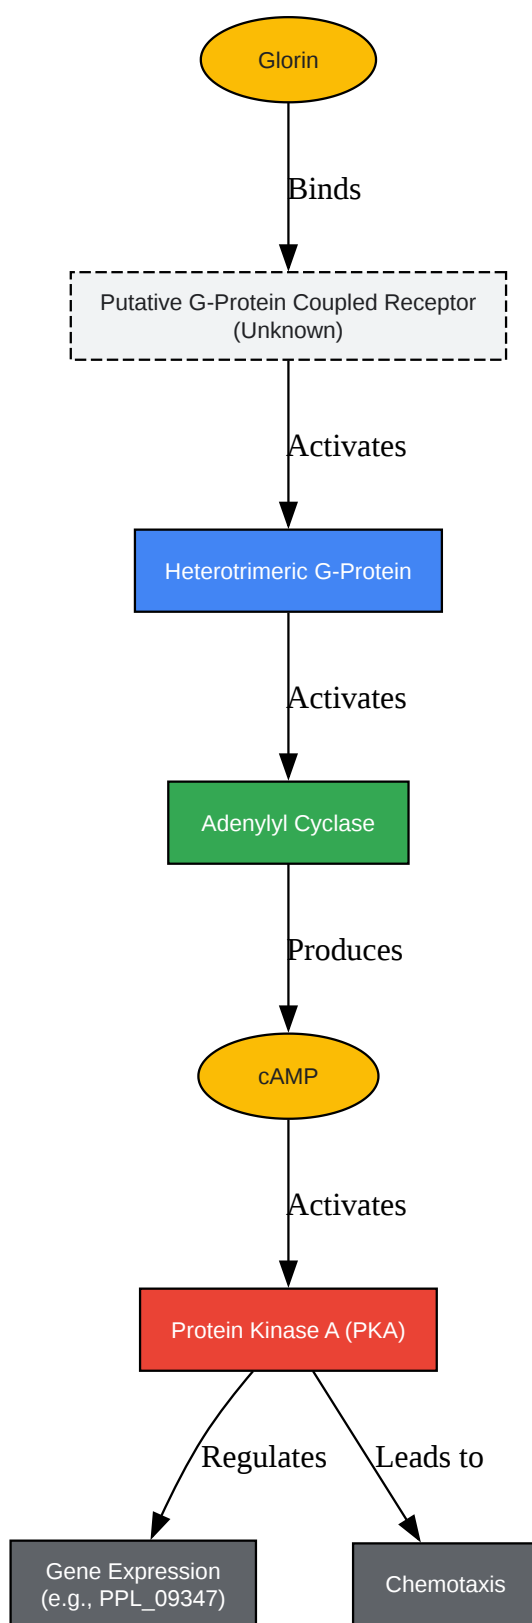 Glorin
Binds
Putative G-Protein Coupled Receptor
(Unknown)
Activates
Heterotrimeric G-Protein
Activates
Adenylyl Cyclase
Produces
cAMP
Activates
Protein Kinase A (PKA)
Regulates
Leads to
Gene Expression
(e.g., PPL_09347)
Chemotaxis